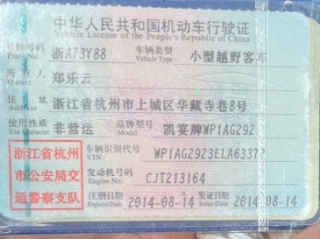 中华人民共和国机动车行驶证
Vehicle License of the People's Republic of China
号牌号码 浙A73Y88 车辆类型 小型越野客车
Plate No. Vehicle Type
所有人 郑乐云
Owner
住址 浙江省杭州市上城区华藏寺巷8号
Address
使用性质 非营运 品牌型号 凯宴牌WP1AG292
Use Character Model
浙江省杭州 车辆识别代号 WP1AG2923ELA63372
VIN
市公安局交 发动机号码 CJT213164
Engine No.
通警察支队 注册日期 2014-08-14 发证日期 2014-08-14
Register Date Issue Date